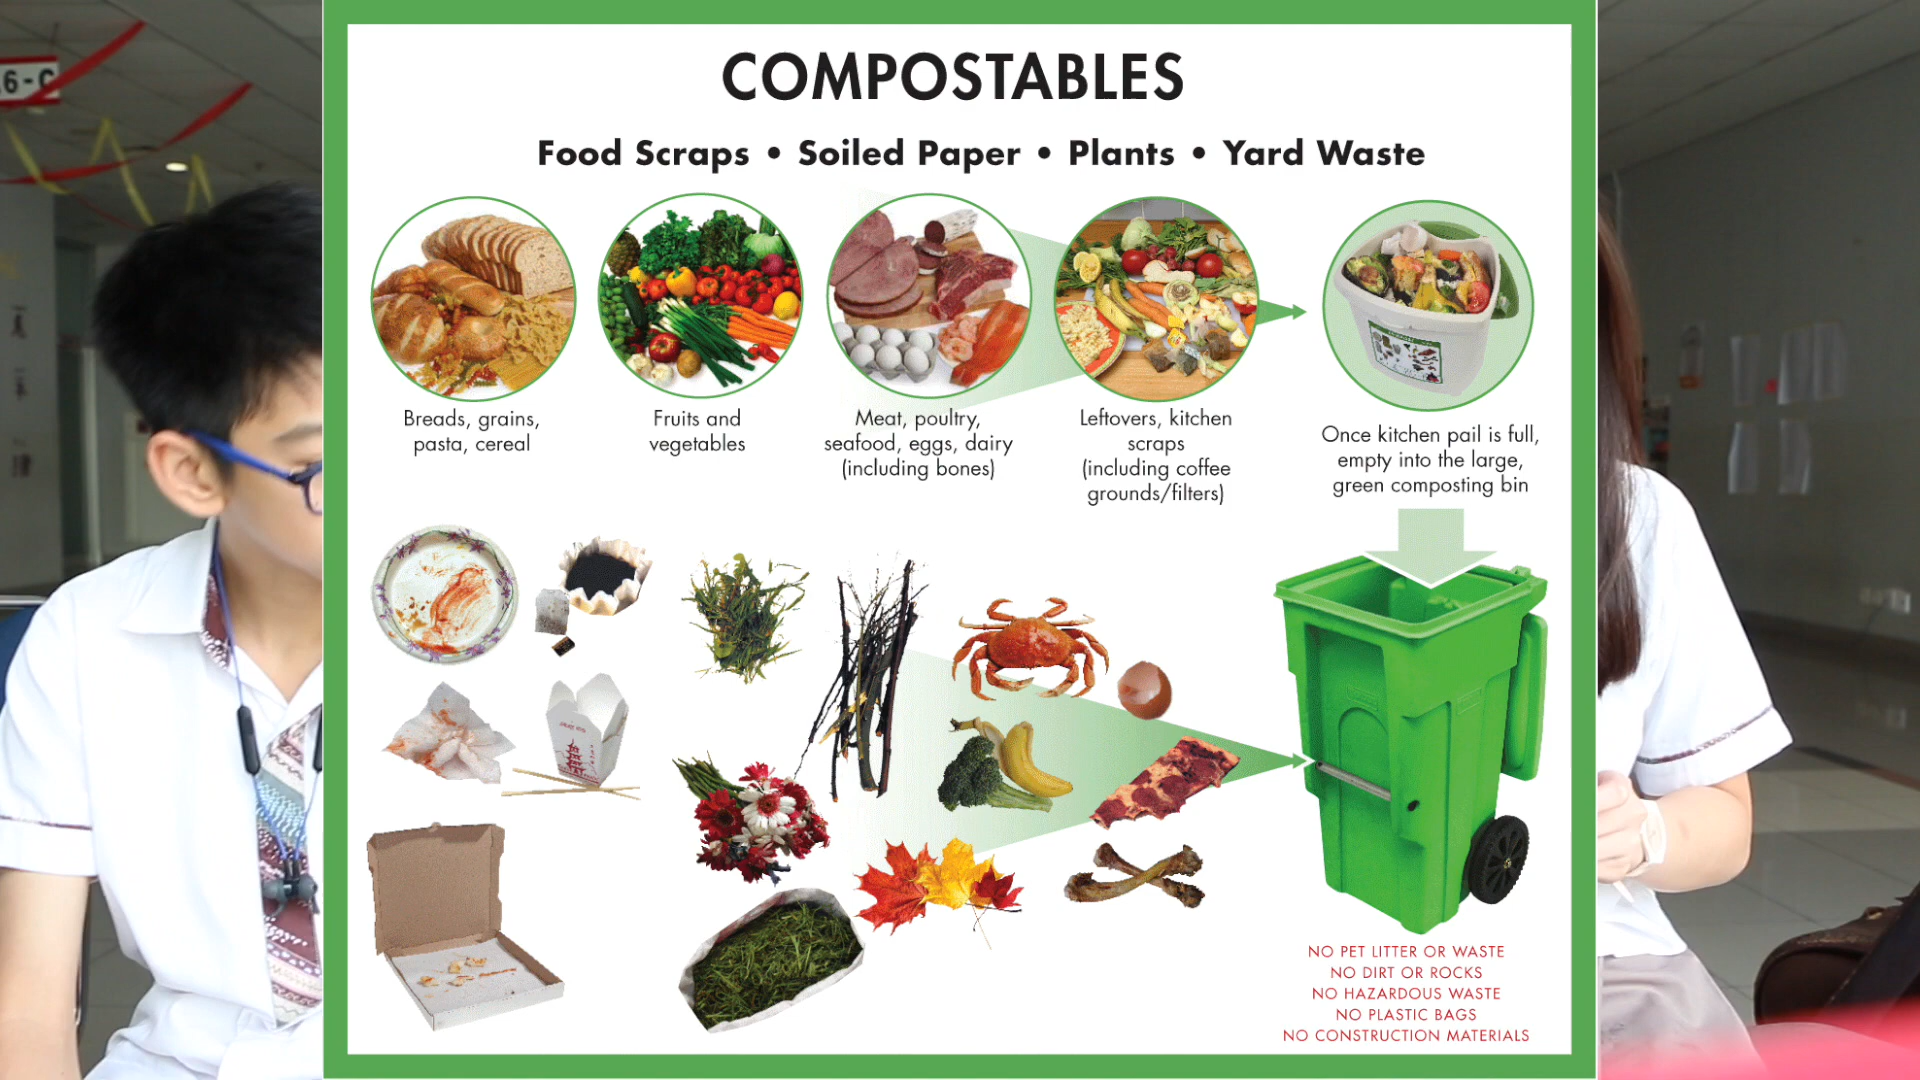 6-C
COMPOSTABLES
Food Scraps • Soiled Paper • Plants • Yard Waste
Breads, grains,
pasta, cereal
Fruits and
vegetables
Meat, poultry,
seafood, eggs, dairy
(including bones)
Leftovers, kitchen
scraps
(including coffee
grounds/filters)
Once kitchen pail is full,
empty into the large,
green composting bin
NO PET LITTER OR WASTE
NO DIRT OR ROCKS
NO HAZARDOUS WASTE
NO PLASTIC BAGS
NO CONSTRUCTION MATERIALS